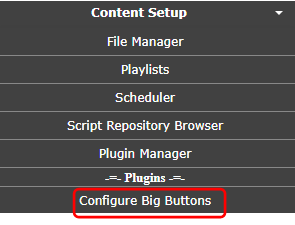 Content Setup
File Manager
Playlists
Scheduler
Script Repository Browser
Plugin Manager
-=- Plugins -=-
Configure Big Buttons